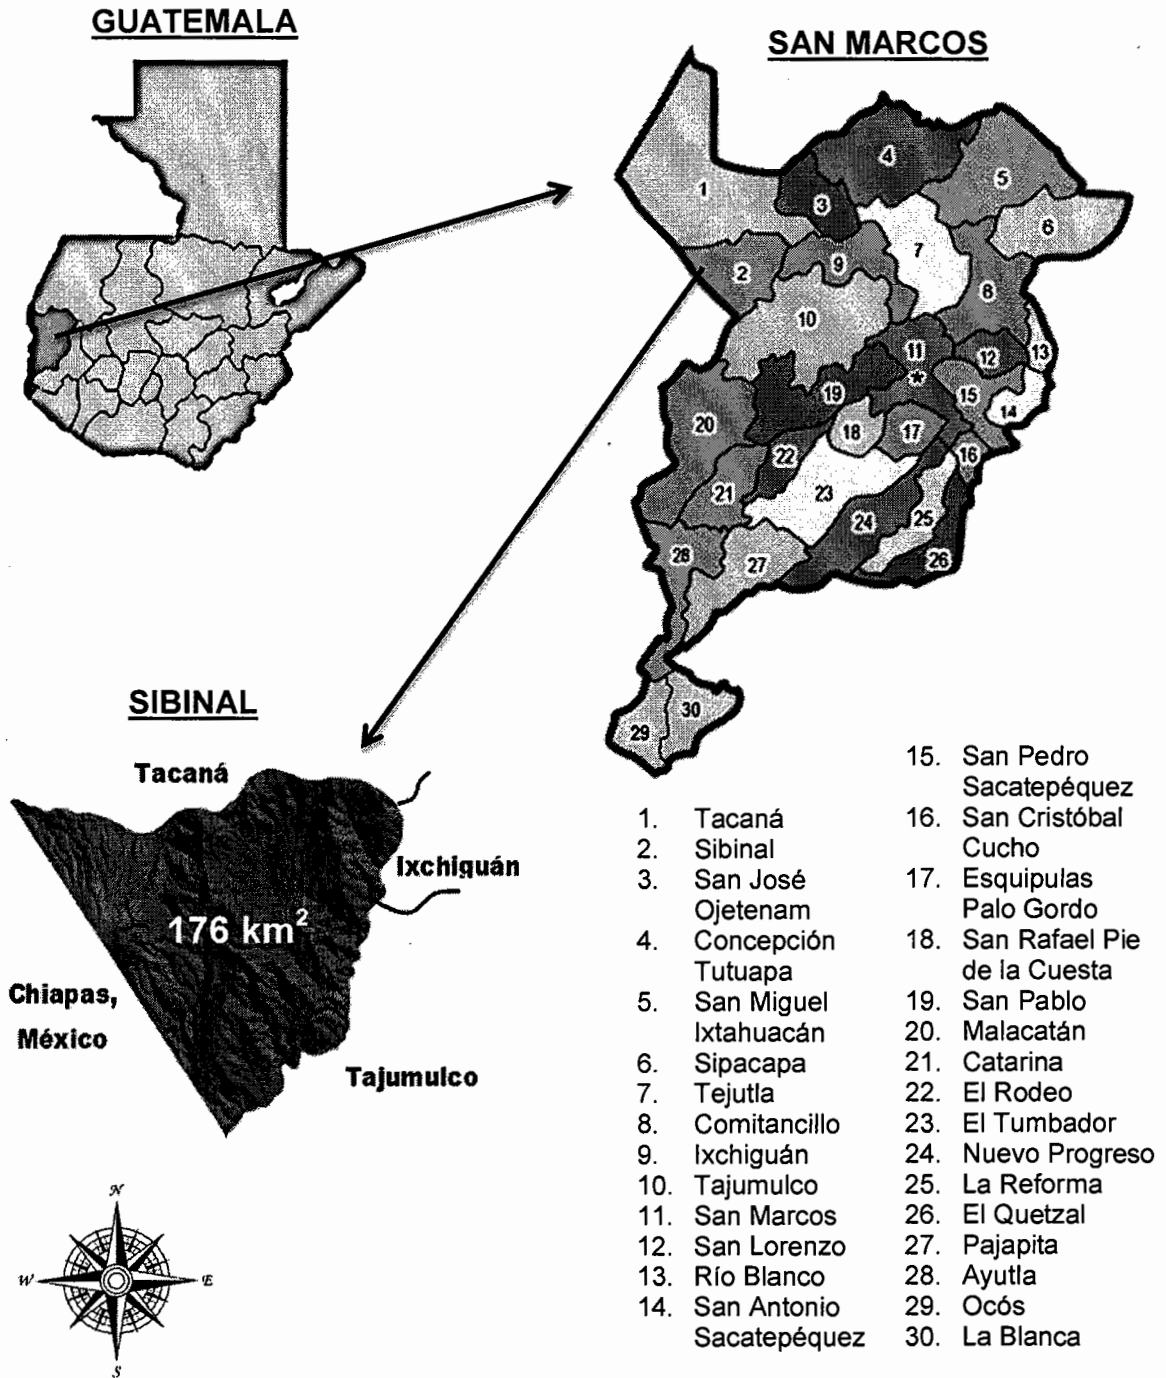 GUATEMALA
SAN MARCOS
1
2
3
4
5
6
7
8
9
10
11
*
12
13
14
15
16
17
18
19
20
21
22
23
24
25
26
27
28
29
30
SIBINAL
Tacaná
Ixchiguán
176 km²
Chiapas,
México
Tajumulco
N
W
E
S
1. Tacaná
2. Sibinal
3. San José
Ojetenam
4. Concepción
Tutuapa
5. San Miguel
Ixtahuacán
6. Sipacapa
7. Tejutla
8. Comitancillo
9. Ixchiguán
10. Tajumulco
11. San Marcos
12. San Lorenzo
13. Río Blanco
14. San Antonio
Sacatepéquez
15. San Pedro
Sacatepéquez
16. San Cristóbal
Cucho
17. Esquipulas
Palo Gordo
18. San Rafael Pie
de la Cuesta
19. San Pablo
20. Malacatán
21. Catarina
22. El Rodeo
23. El Tumbador
24. Nuevo Progreso
25. La Reforma
26. El Quetzal
27. Pajapita
28. Ayutla
29. Ocós
30. La Blanca